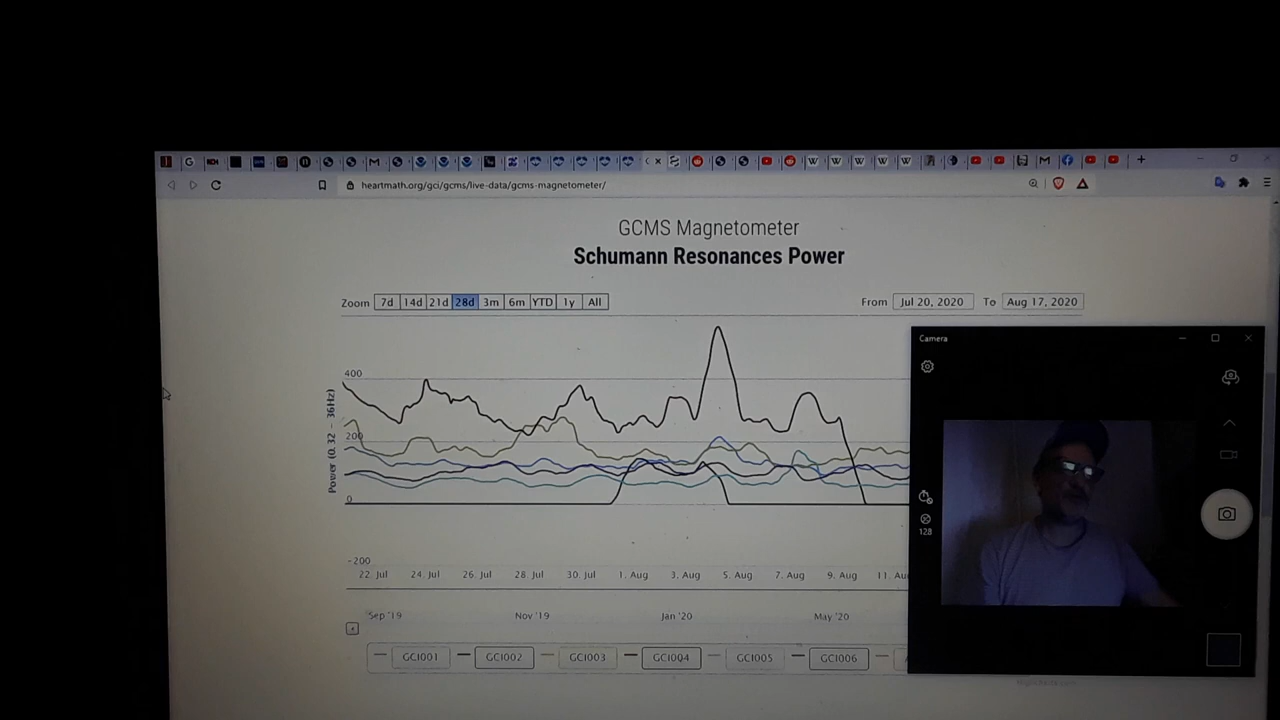 heartmath.org/gci/gcms/live-data/gcms-magnetometer/
GCMS Magnetometer
Schumann Resonances Power
Zoom 7d 14d 21d 28d 3m 6m YTD 1y All From Jul 20, 2020 To Aug 17, 2020
Camera
400
200
0
-200
Power (0.32 - 36Hz)
128
22. Jul 24. Jul 26. Jul 28. Jul 30. Jul 1. Aug 3. Aug 5. Aug 7. Aug 9. Aug 11. Au
Sep '19 Nov '19 Jan '20 May '20
GCI001 GCI002 GCI003 GCI004 GCI005 GCI006